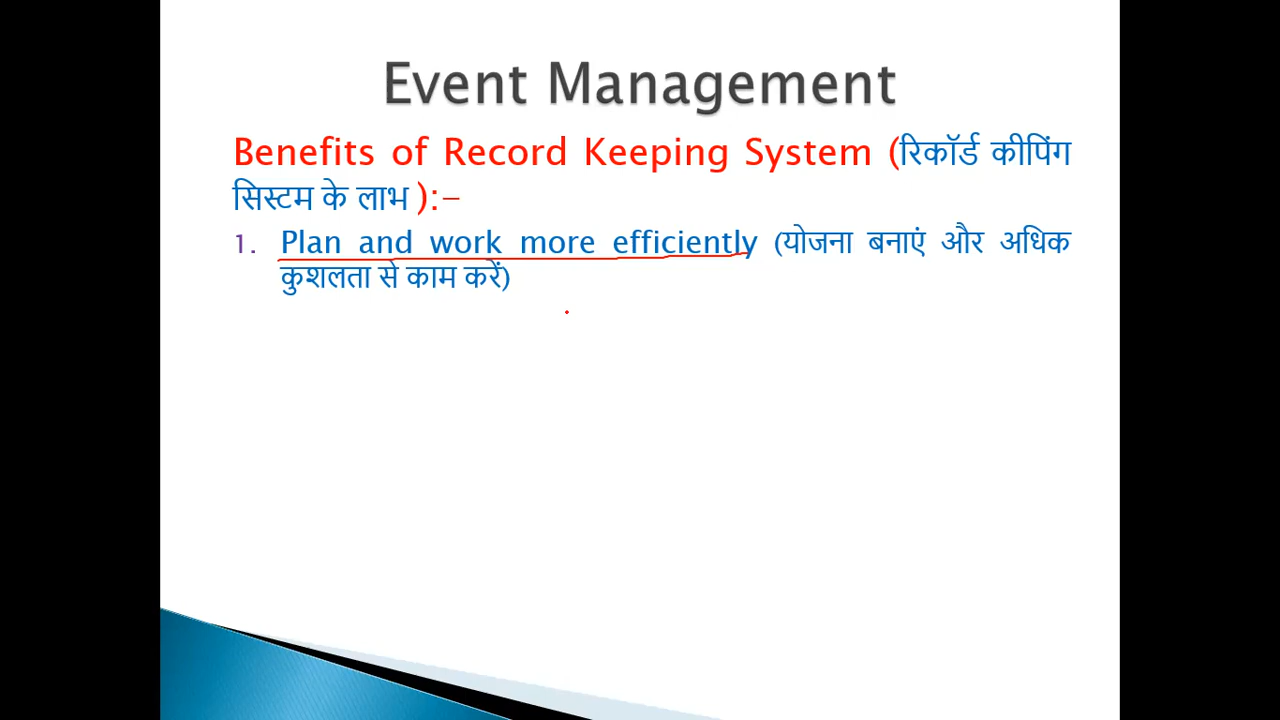 Event Management
Benefits of Record Keeping System (रिकॉर्ड कीपिंग
सिस्टम के लाभ ):-
1. Plan and work more efficiently (योजना बनाएं और अधिक
कुशलता से काम करें)